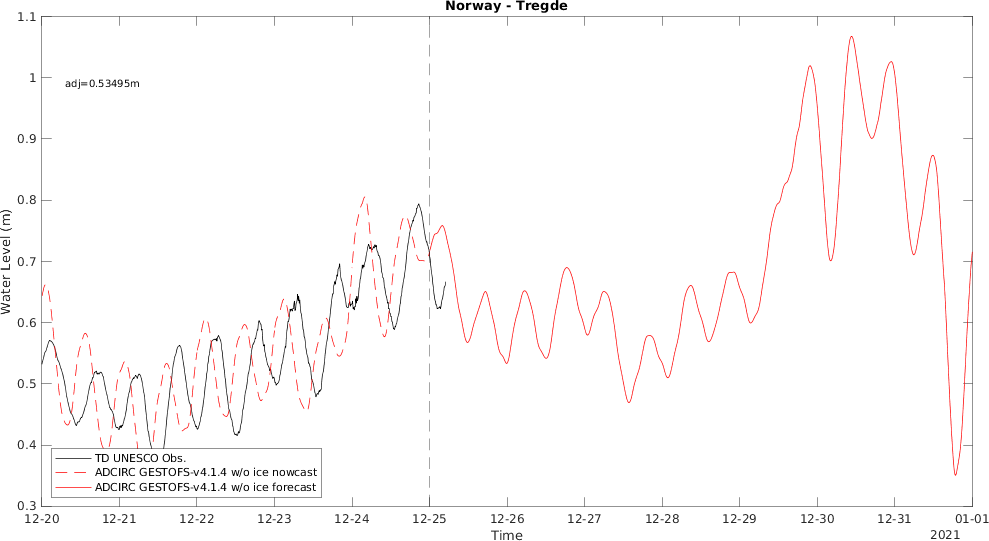 Norway - Tregde
1.1
1
0.9
0.8
0.7
0.6
0.5
0.4
0.3
Water Level (m)
adj=0.53495m
TD UNESCO Obs.
ADCIRC GESTOFS-v4.1.4 w/o ice nowcast
ADCIRC GESTOFS-v4.1.4 w/o ice forecast
12-20 12-21 12-22 12-23 12-24 12-25 12-26 12-27 12-28 12-29 12-30 12-31 01-01
Time
2021